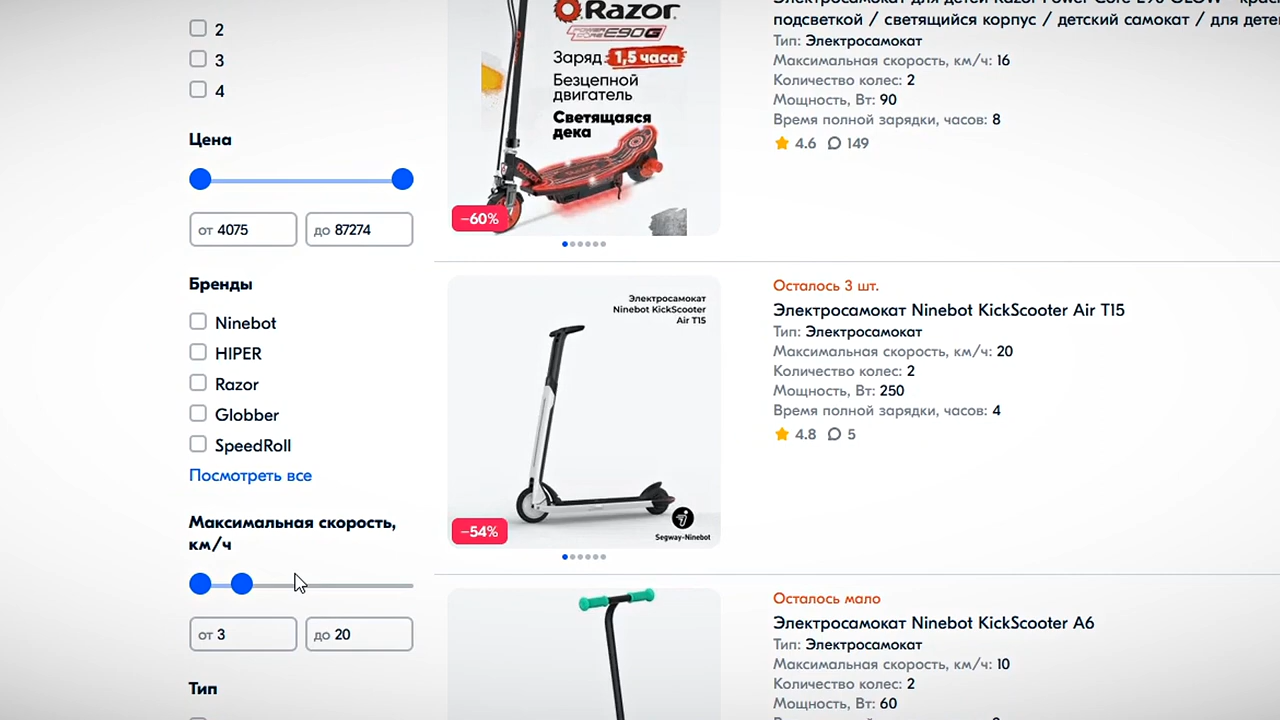 2
3
4
Цена
от 4075
до 87274
Бренды
Ninebot
HIPER
Razor
Globber
SpeedRoll
Посмотреть все
Максимальная скорость,
км/ч
от 3
до 20
Тип
Razor
POWER CORE E90G
Заряд 1,5 часа
Безцепной
двигатель
Светящаяся
дека
Razor
−60%
подсветкой / светящийся корпус / детский самокат / для дете
Тип: Электросамокат
Максимальная скорость, км/ч: 16
Количество колес: 2
Мощность, Вт: 90
Время полной зарядки, часов: 8
4.6 149
Электросамокат
Ninebot KickScooter
Air T15
Segway-Ninebot
−54%
Осталось 3 шт.
Электросамокат Ninebot KickScooter Air T15
Тип: Электросамокат
Максимальная скорость, км/ч: 20
Количество колес: 2
Мощность, Вт: 250
Время полной зарядки, часов: 4
4.8 5
Осталось мало
Электросамокат Ninebot KickScooter A6
Тип: Электросамокат
Максимальная скорость, км/ч: 10
Количество колес: 2
Мощность, Вт: 60